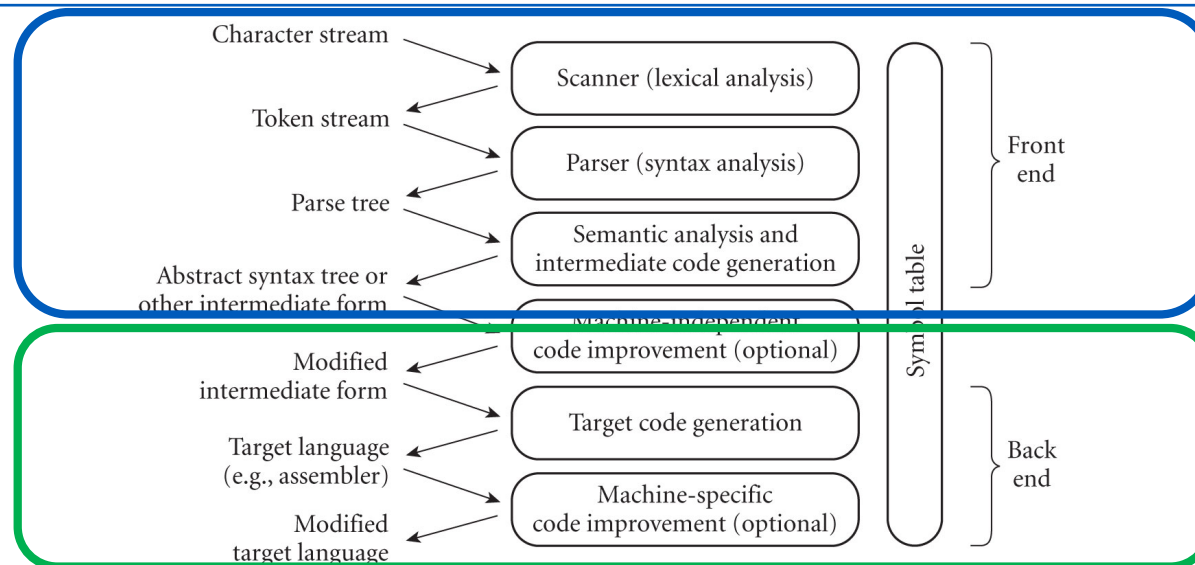 Character stream
Scanner (lexical analysis)
Token stream
Parser (syntax analysis)
Front
end
Parse tree
Semantic analysis and
intermediate code generation
Abstract syntax tree or
other intermediate form
Machine-independent
code improvement (optional)
Symbol table
Modified
intermediate form
Target code generation
Target language
(e.g., assembler)
Back
end
Machine-specific
code improvement (optional)
Modified
target language